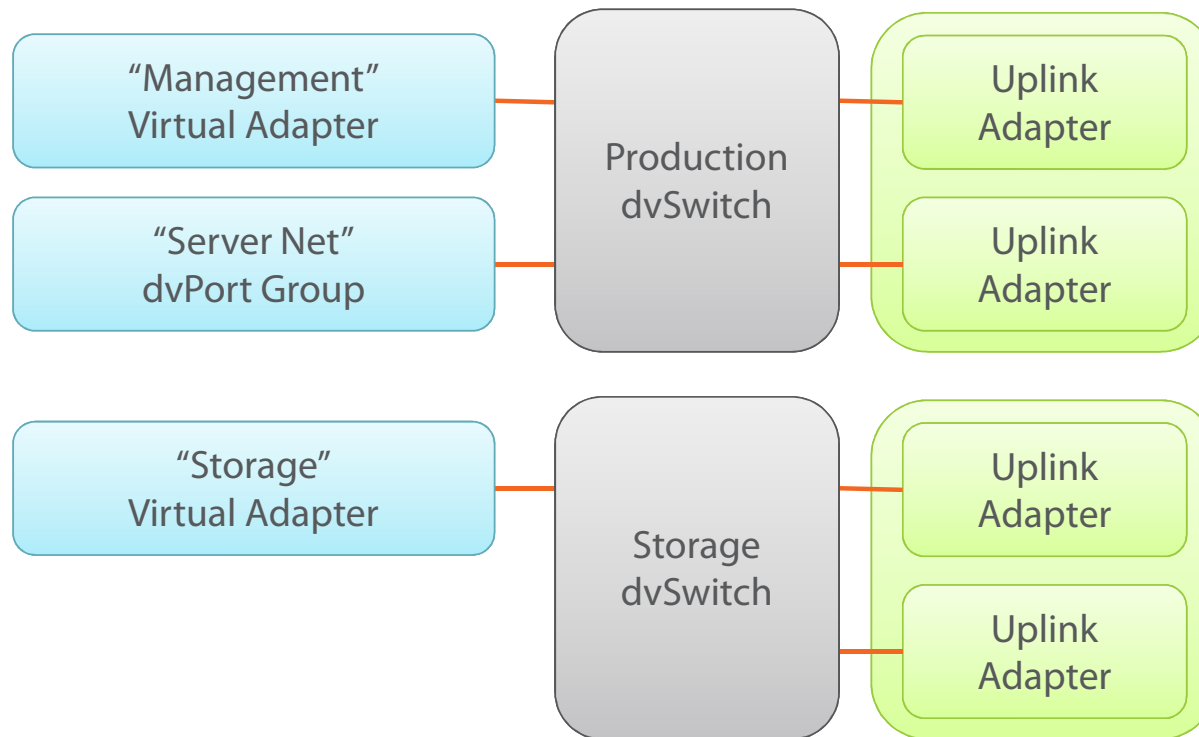 “Management”
Virtual Adapter
Production
dvSwitch
Uplink
Adapter
“Server Net”
dvPort Group
Uplink
Adapter
“Storage”
Virtual Adapter
Storage
dvSwitch
Uplink
Adapter
Uplink
Adapter